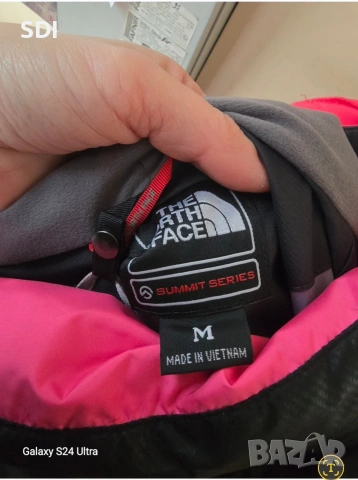 SDI
THE
NORTH
FACE
SUMMIT SERIES
M
MADE IN VIETNAM
Galaxy S24 Ultra
BAZAR
T